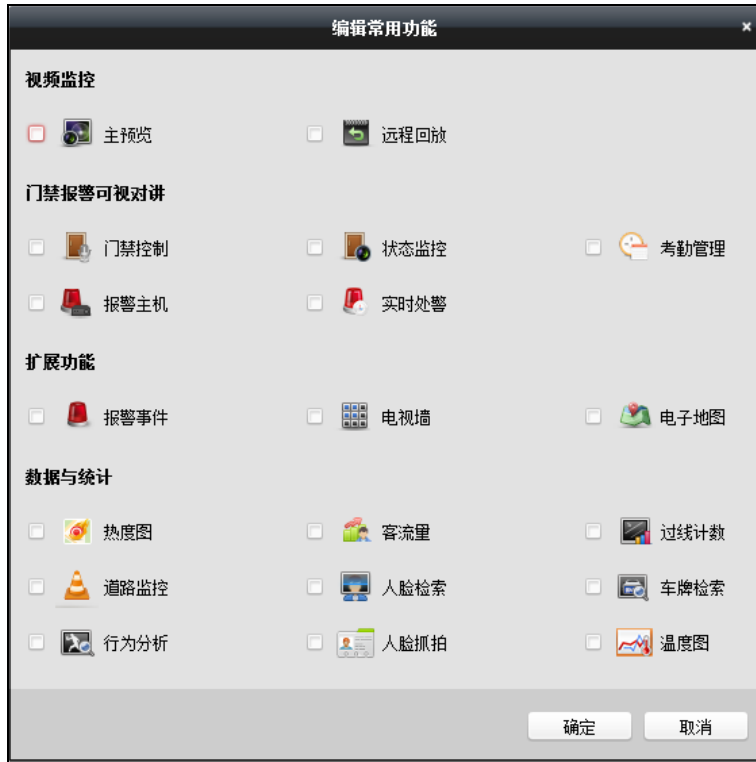 编辑常用功能 ×
视频监控
主预览 远程回放
门禁报警可视对讲
门禁控制 状态监控 考勤管理
报警主机 实时处警
扩展功能
报警事件 电视墙 电子地图
数据与统计
热度图 客流量 过线计数
道路监控 人脸检索 车牌检索
行为分析 人脸抓拍 温度图
确定 取消